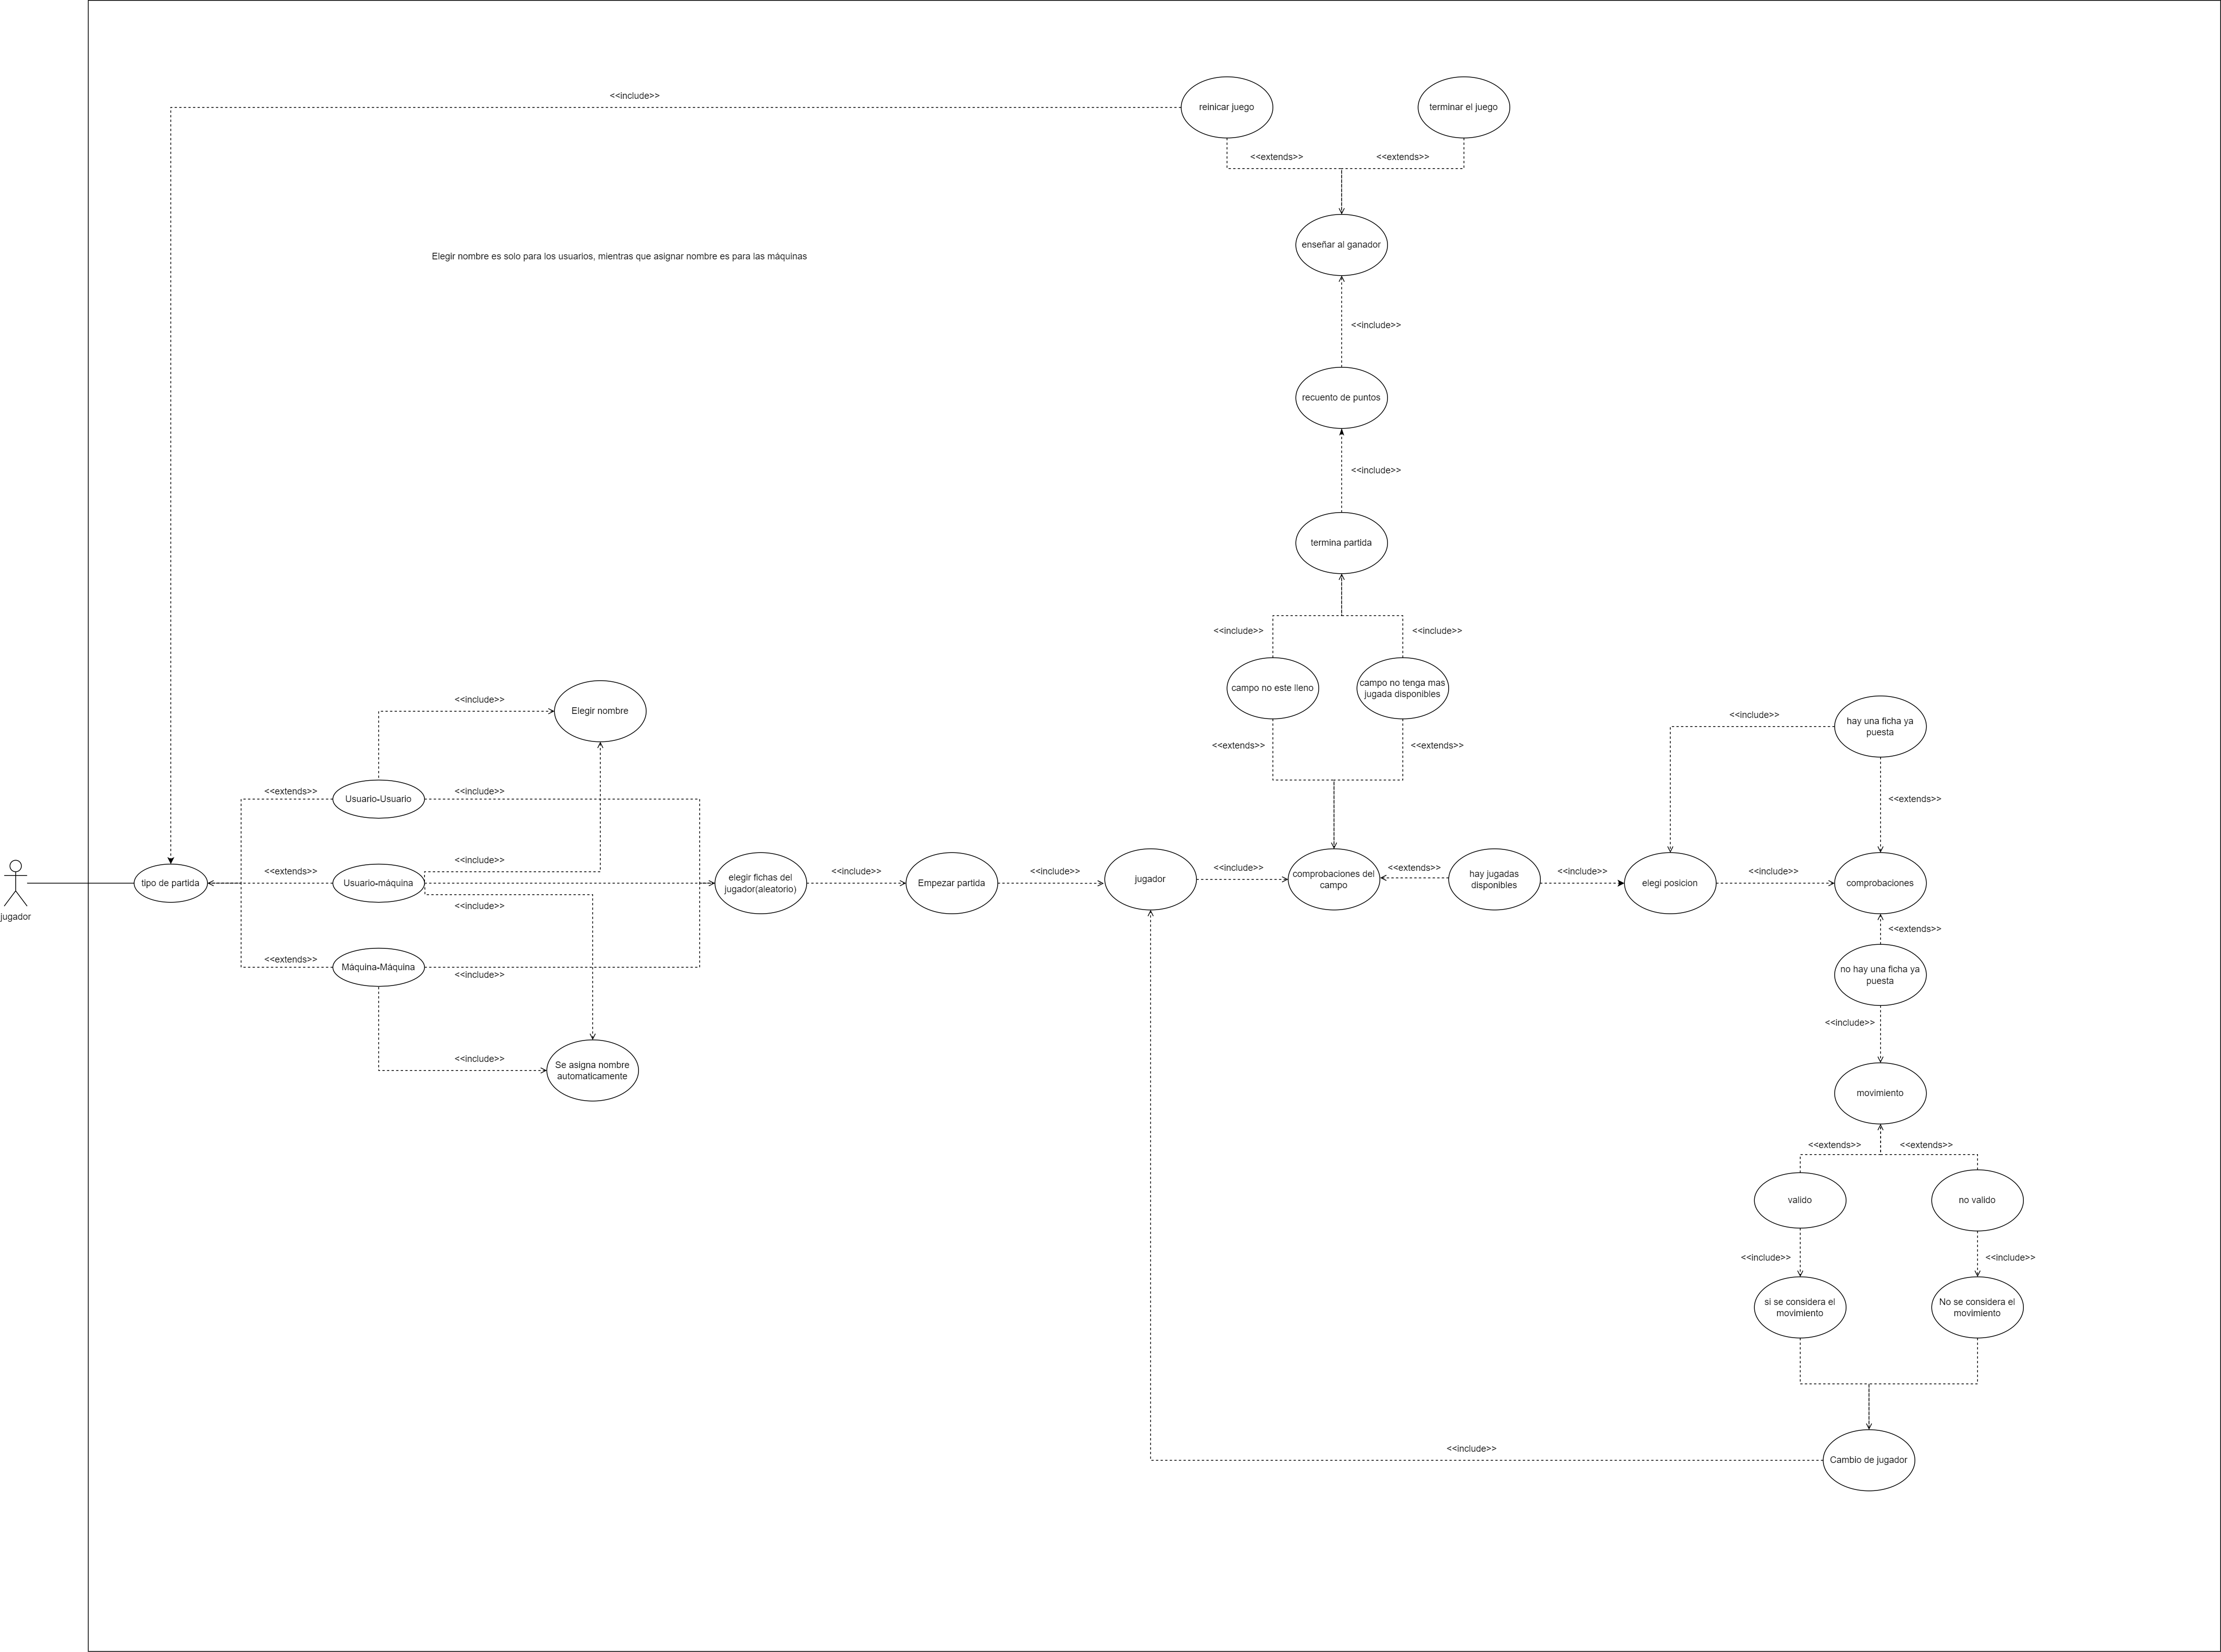 <<include>>
reinicar juego
terminar el juego
<<extends>>
<<extends>>
enseñar al ganador
Elegir nombre es solo para los usuarios, mientras que asignar nombre es para las máquinas
<<include>>
recuento de puntos
<<include>>
termina partida
<<include>>
<<include>>
campo no este lleno
campo no tenga mas
jugada disponibles
<<extends>>
<<extends>>
<<include>>
Elegir nombre
<<include>>
hay una ficha ya
puesta
<<extends>>
<<extends>>
Usuario-Usuario
<<include>>
jugador
tipo de partida
<<extends>>
Usuario-máquina
<<include>>
<<include>>
elegir fichas del
jugador(aleatorio)
<<include>>
Empezar partida
<<include>>
jugador
<<include>>
comprobaciones del
campo
<<extends>>
hay jugadas
disponibles
<<include>>
elegi posicion
<<include>>
comprobaciones
<<extends>>
<<extends>>
Máquina-Máquina
<<include>>
no hay una ficha ya
puesta
<<include>>
<<include>>
Se asigna nombre
automaticamente
movimiento
<<extends>>
<<extends>>
valido
no valido
<<include>>
<<include>>
si se considera el
movimiento
No se considera el
movimiento
<<include>>
Cambio de jugador